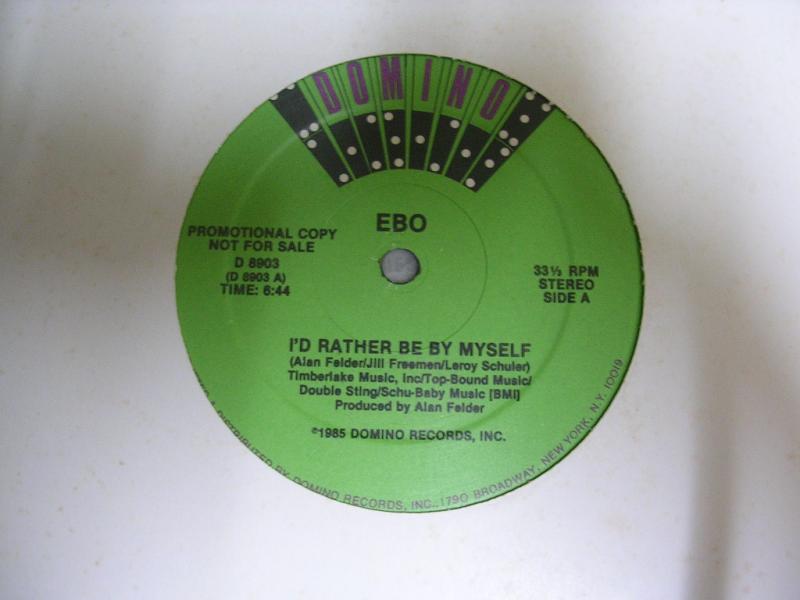 DOMINO
EBO
PROMOTIONAL COPY
NOT FOR SALE
D 8903
(D 8903 A)
TIME: 6:44
33⅓ RPM
STEREO
SIDE A
I'D RATHER BE BY MYSELF
(Alan Felder/Jill Freemen/Leroy Schuler)
Timberlake Music, Inc/Top-Bound Music/
Double Sting/Schu-Baby Music [BMI]
Produced by Alan Felder
℗1985 DOMINO RECORDS, INC.
DISTRIBUTED BY DOMINO RECORDS, INC., 1790 BROADWAY, NEW YORK, N.Y. 10019